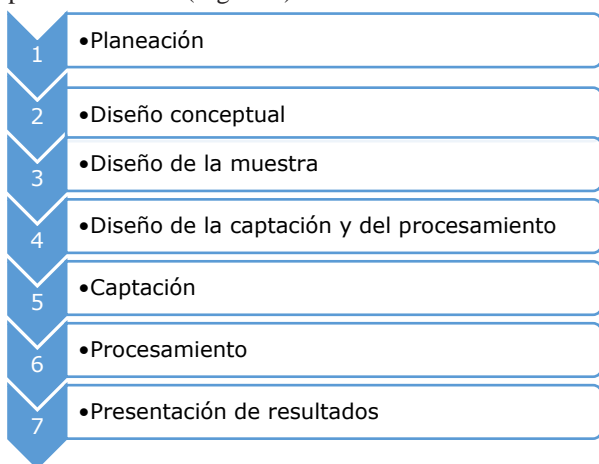 1
•Planeación
2
•Diseño conceptual
3
•Diseño de la muestra
4
•Diseño de la captación y del procesamiento
5
•Captación
6
•Procesamiento
7
•Presentación de resultados